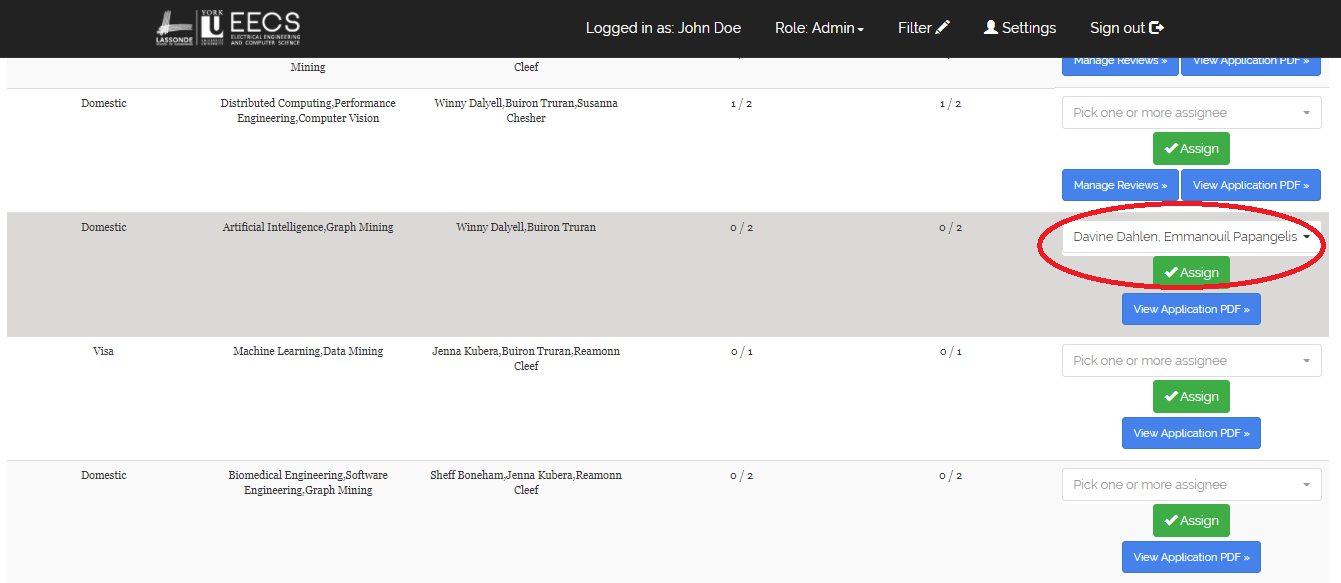 LASSONDE YORK U EECS
ELECTRICAL ENGINEERING
AND COMPUTER SCIENCE
Logged in as: John Doe Role: Admin Filter Settings Sign out
Mining Cleef Manage Reviews » View Application PDF »
Domestic Distributed Computing,Performance Winny Dalyell,Buiron Truran,Susanna 1 / 2 1 / 2 Pick one or more assignee
Engineering,Computer Vision Chesher
Assign
Manage Reviews » View Application PDF »
Domestic Artificial Intelligence,Graph Mining Winny Dalyell,Buiron Truran 0 / 2 0 / 2 Davine Dahlen, Emmanouil Papangelis
Assign
View Application PDF »
Visa Machine Learning,Data Mining Jenna Kubera,Buiron Truran,Reamonn 0 / 1 0 / 1 Pick one or more assignee
Cleef
Assign
View Application PDF »
Domestic Biomedical Engineering,Software Sheff Boneham,Jenna Kubera,Reamonn 0 / 2 0 / 2 Pick one or more assignee
Engineering,Graph Mining Cleef
Assign
View Application PDF »